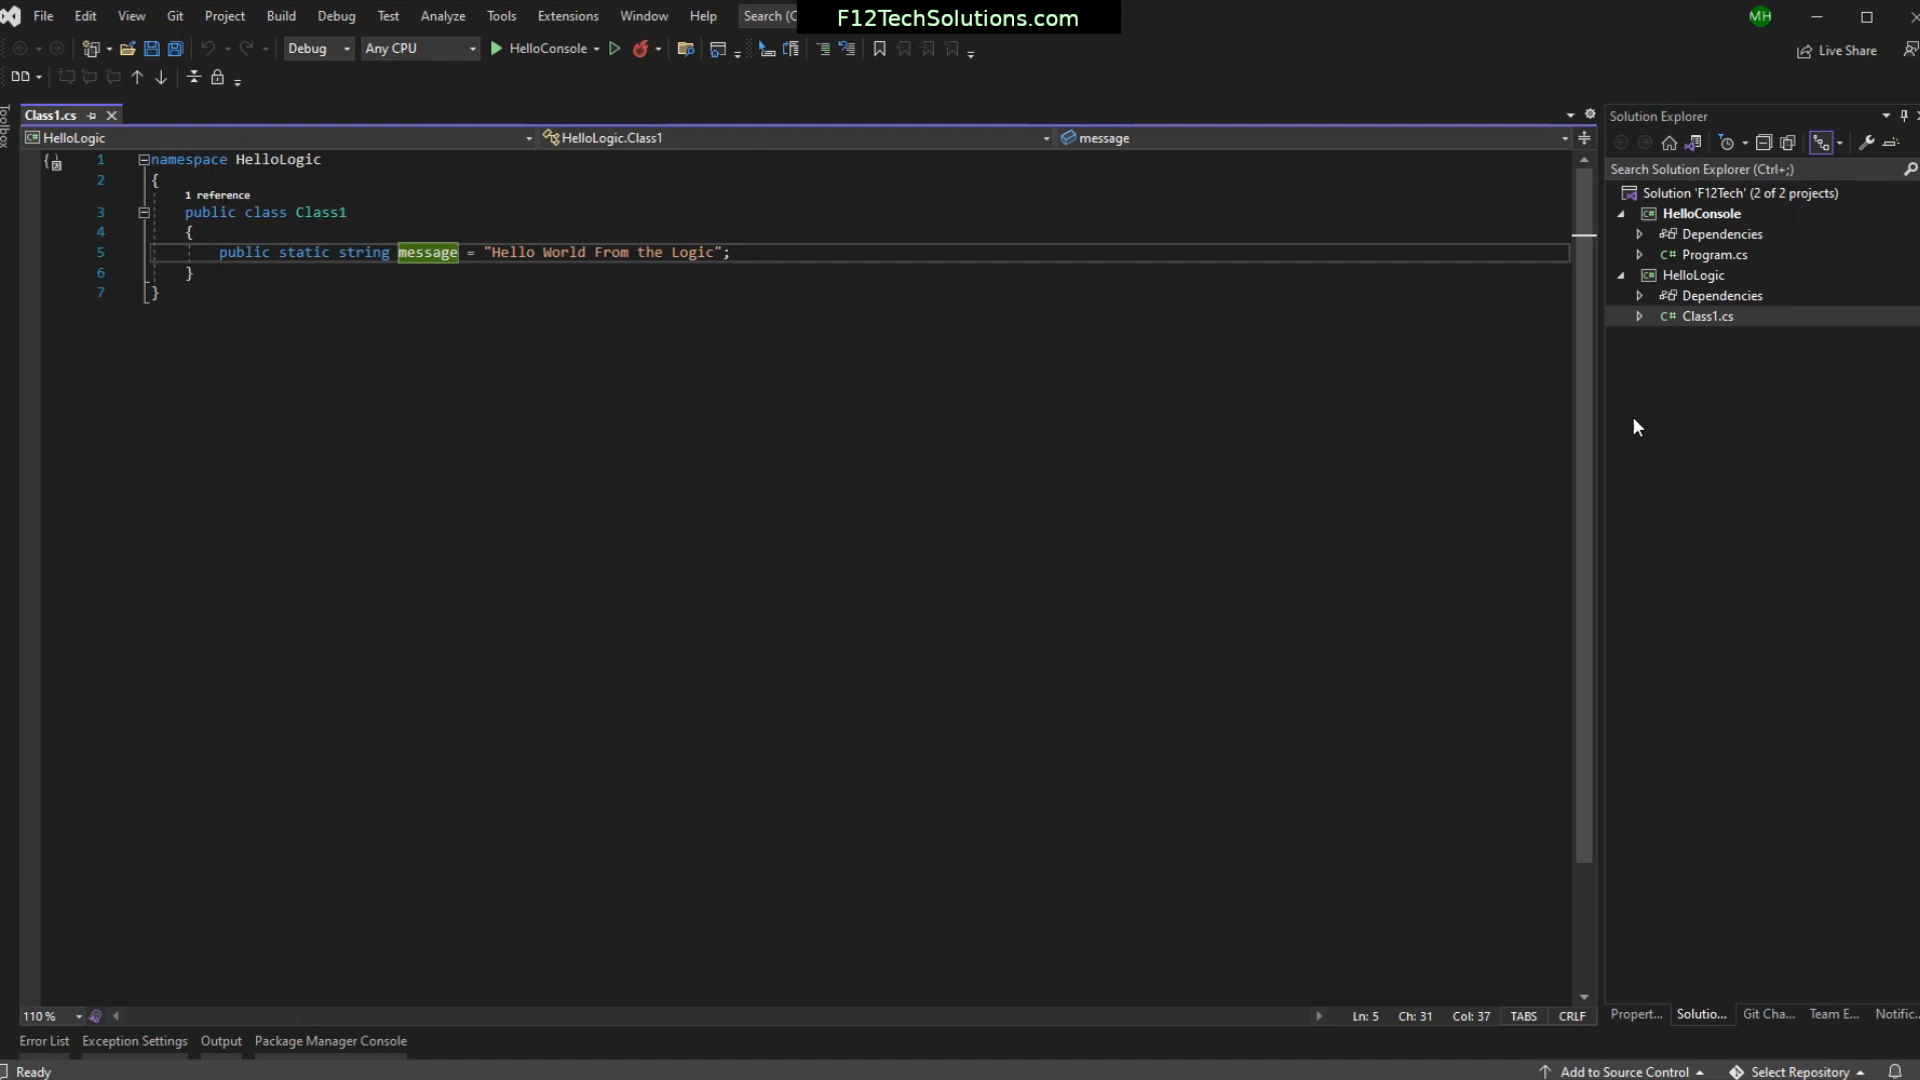 File Edit View Git Project Build Debug Test Analyze Tools Extensions Window Help Search (C
F12TechSolutions.com
MH
Debug Any CPU HelloConsole
Live Share
Toolbox
Class1.cs
HelloLogic HelloLogic.Class1 message
1 namespace HelloLogic
2 {
1 reference
3 public class Class1
4 {
5 public static string message = "Hello World From the Logic";
6 }
7 }
Solution Explorer
Search Solution Explorer (Ctrl+;)
Solution 'F12Tech' (2 of 2 projects)
C# HelloConsole
Dependencies
C# Program.cs
C# HelloLogic
Dependencies
C# Class1.cs
110 % Ln: 5 Ch: 31 Col: 37 TABS CRLF
Propert... Solutio... Git Cha... Team E... Notific...
Error List Exception Settings Output Package Manager Console
Ready
Add to Source Control Select Repository